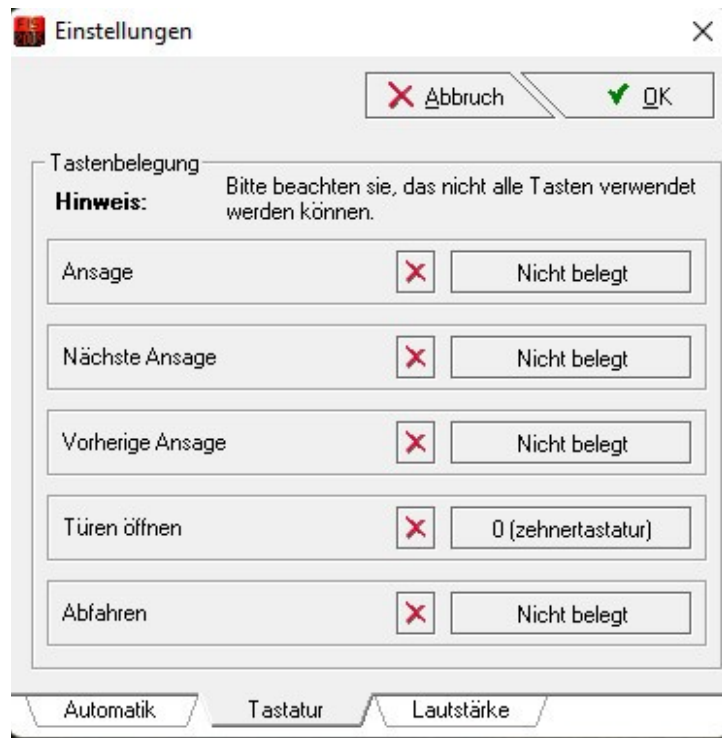 Einstellungen
Abbruch
OK
Tastenbelegung
Hinweis: Bitte beachten sie, das nicht alle Tasten verwendet
werden können.
Ansage Nicht belegt
Nächste Ansage Nicht belegt
Vorherige Ansage Nicht belegt
Türen öffnen 0 (zehnertastatur)
Abfahren Nicht belegt
Automatik Tastatur Lautstärke